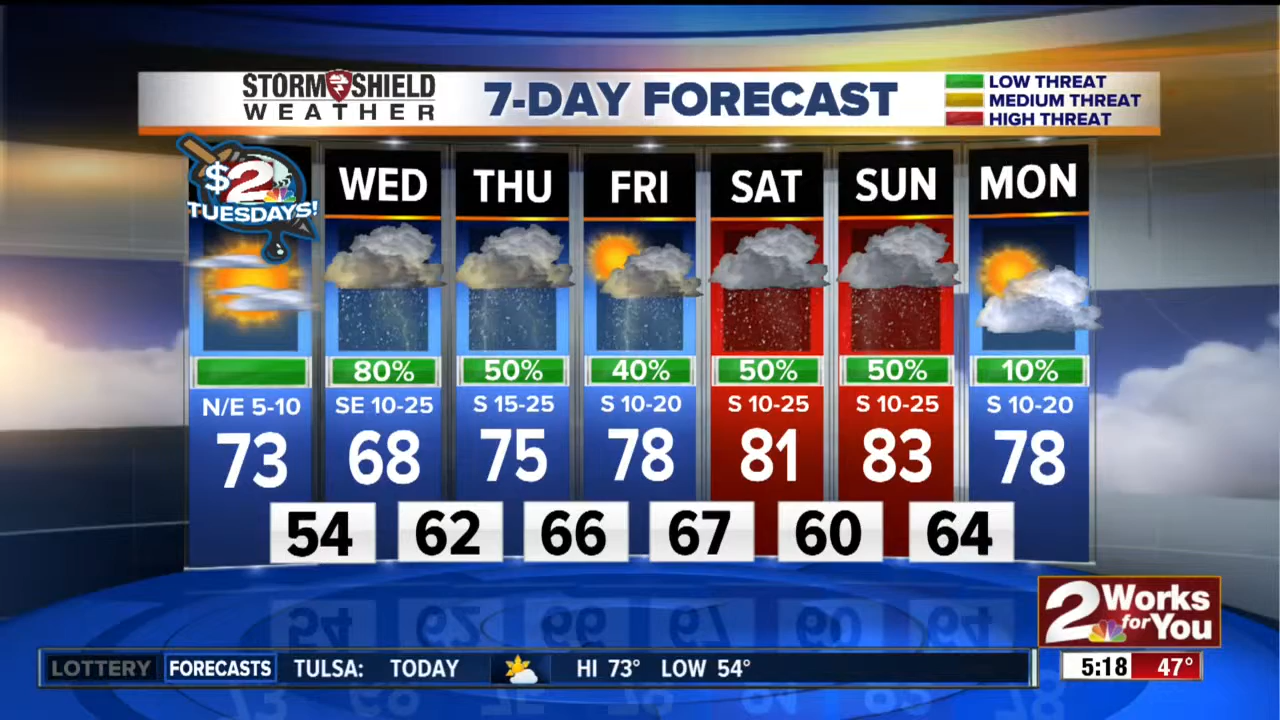 STORM SHIELD
WEATHER
7-DAY FORECAST
LOW THREAT
MEDIUM THREAT
HIGH THREAT
$2
TUESDAYS!
WED THU FRI SAT SUN MON
80% 50% 40% 50% 50% 10%
N/E 5-10 SE 10-25 S 15-25 S 10-20 S 10-25 S 10-25 S 10-20
73 68 75 78 81 83 78
54 62 66 67 60 64
2 Works
for You
LOTTERY FORECASTS TULSA: TODAY HI 73° LOW 54°
5:18 47°